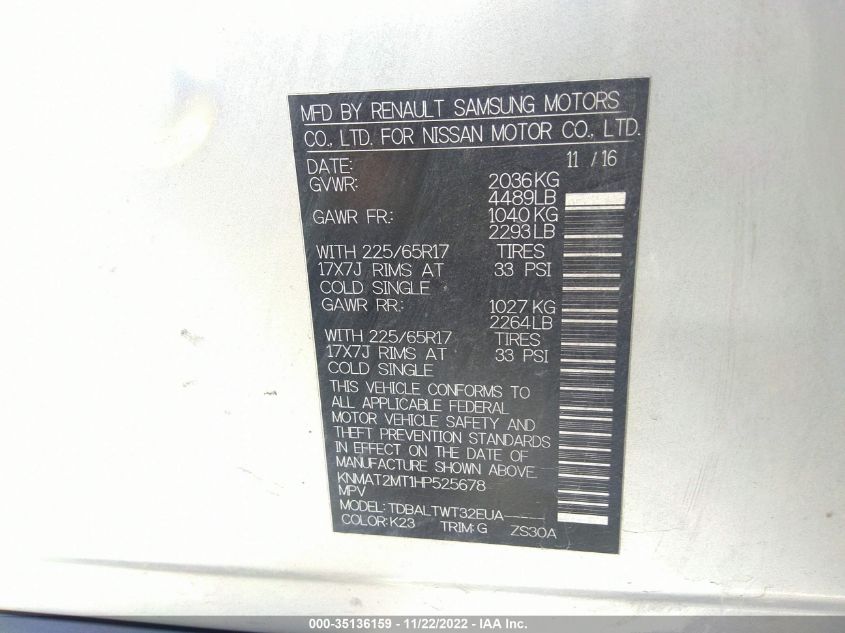 MFD BY RENAULT SAMSUNG MOTORS
CO., LTD. FOR NISSAN MOTOR CO., LTD.
DATE: 11 / 16
GVWR: 2036KG
4489LB
GAWR FR.: 1040 KG
2293LB
WITH 225/65R17 TIRES
17X7J RIMS AT 33 PSI
COLD SINGLE
GAWR RR.: 1027 KG
2264LB
WITH 225/65R17 TIRES
17X7J RIMS AT 33 PSI
COLD SINGLE
THIS VEHICLE CONFORMS TO
ALL APPLICABLE FEDERAL
MOTOR VEHICLE SAFETY AND
THEFT PREVENTION STANDARDS
IN EFFECT ON THE DATE OF
MANUFACTURE SHOWN ABOVE.
KNMAT2MT1HP525678
MPV
MODEL: TDBALTWT32EUA-----
COLOR:K23 TRIM:G ZS30A
000-35136159 - 11/22/2022 - IAA Inc.